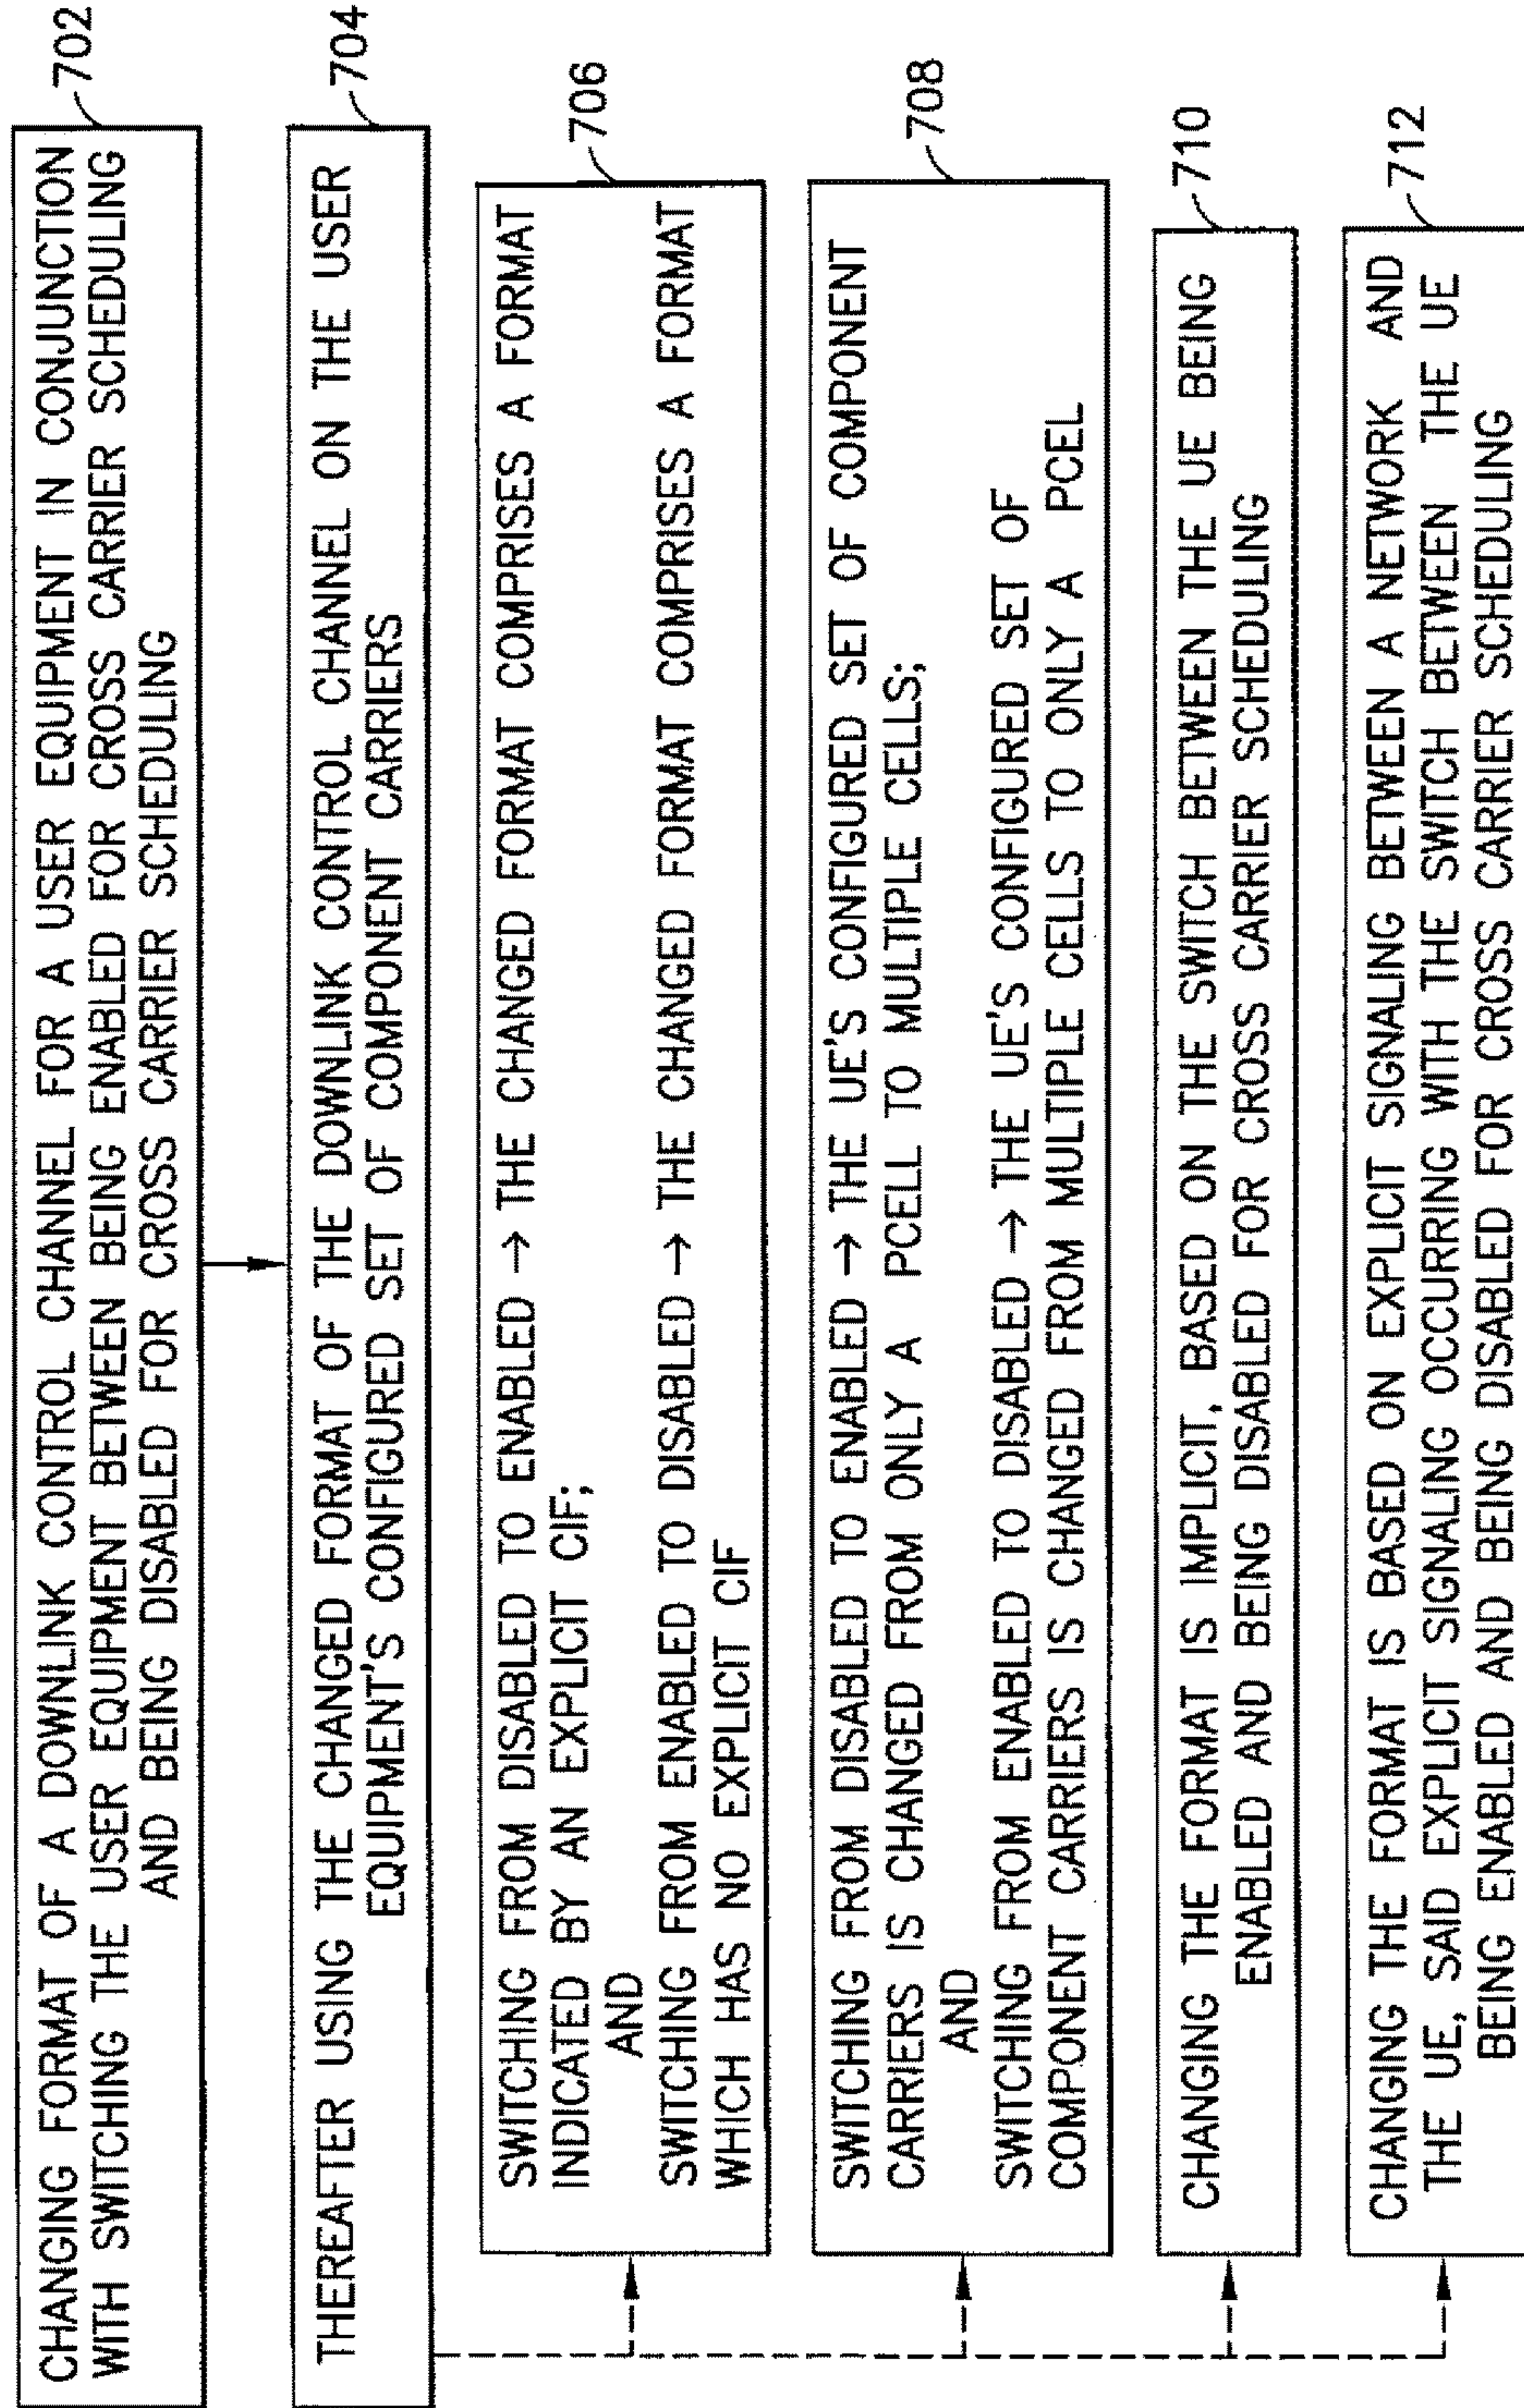 CHANGING FORMAT OF A DOWNLINK CONTROL CHANNEL FOR A USER EQUIPMENT IN CONJUNCTION
WITH SWITCHING THE USER EQUIPMENT BETWEEN BEING ENABLED FOR CROSS CARRIER SCHEDULING
AND BEING DISABLED FOR CROSS CARRIER SCHEDULING
702
THEREAFTER USING THE CHANGED FORMAT OF THE DOWNLINK CONTROL CHANNEL ON THE USER
EQUIPMENT'S CONFIGURED SET OF COMPONENT CARRIERS
704
SWITCHING FROM DISABLED TO ENABLED → THE CHANGED FORMAT COMPRISES A FORMAT
INDICATED BY AN EXPLICIT CIF;
AND
SWITCHING FROM ENABLED TO DISABLED → THE CHANGED FORMAT COMPRISES A FORMAT
WHICH HAS NO EXPLICIT CIF
706
SWITCHING FROM DISABLED TO ENABLED → THE UE'S CONFIGURED SET OF COMPONENT
CARRIERS IS CHANGED FROM ONLY A PCELL TO MULTIPLE CELLS;
AND
SWITCHING FROM ENABLED TO DISABLED → THE UE'S CONFIGURED SET OF
COMPONENT CARRIERS IS CHANGED FROM MULTIPLE CELLS TO ONLY A PCEL
708
CHANGING THE FORMAT IS IMPLICIT, BASED ON THE SWITCH BETWEEN THE UE BEING
ENABLED AND BEING DISABLED FOR CROSS CARRIER SCHEDULING
710
CHANGING THE FORMAT IS BASED ON EXPLICIT SIGNALING BETWEEN A NETWORK AND
THE UE, SAID EXPLICIT SIGNALING OCCURRING WITH THE SWITCH BETWEEN THE UE
BEING ENABLED AND BEING DISABLED FOR CROSS CARRIER SCHEDULING
712